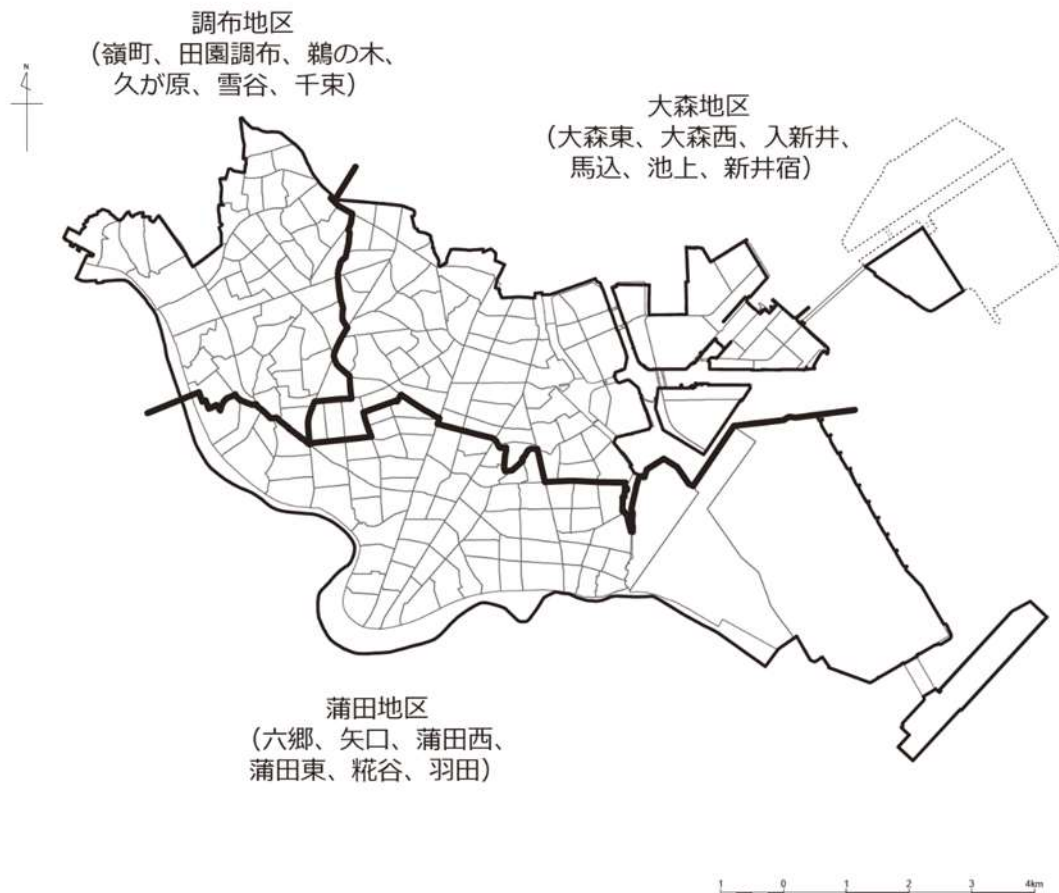 調布地区
（嶺町、田園調布、鵜の木、
久が原、雪谷、千束）
N
大森地区
（大森東、大森西、入新井、
馬込、池上、新井宿）
蒲田地区
（六郷、矢口、蒲田西、
蒲田東、糀谷、羽田）
1 0 1 2 3 4km